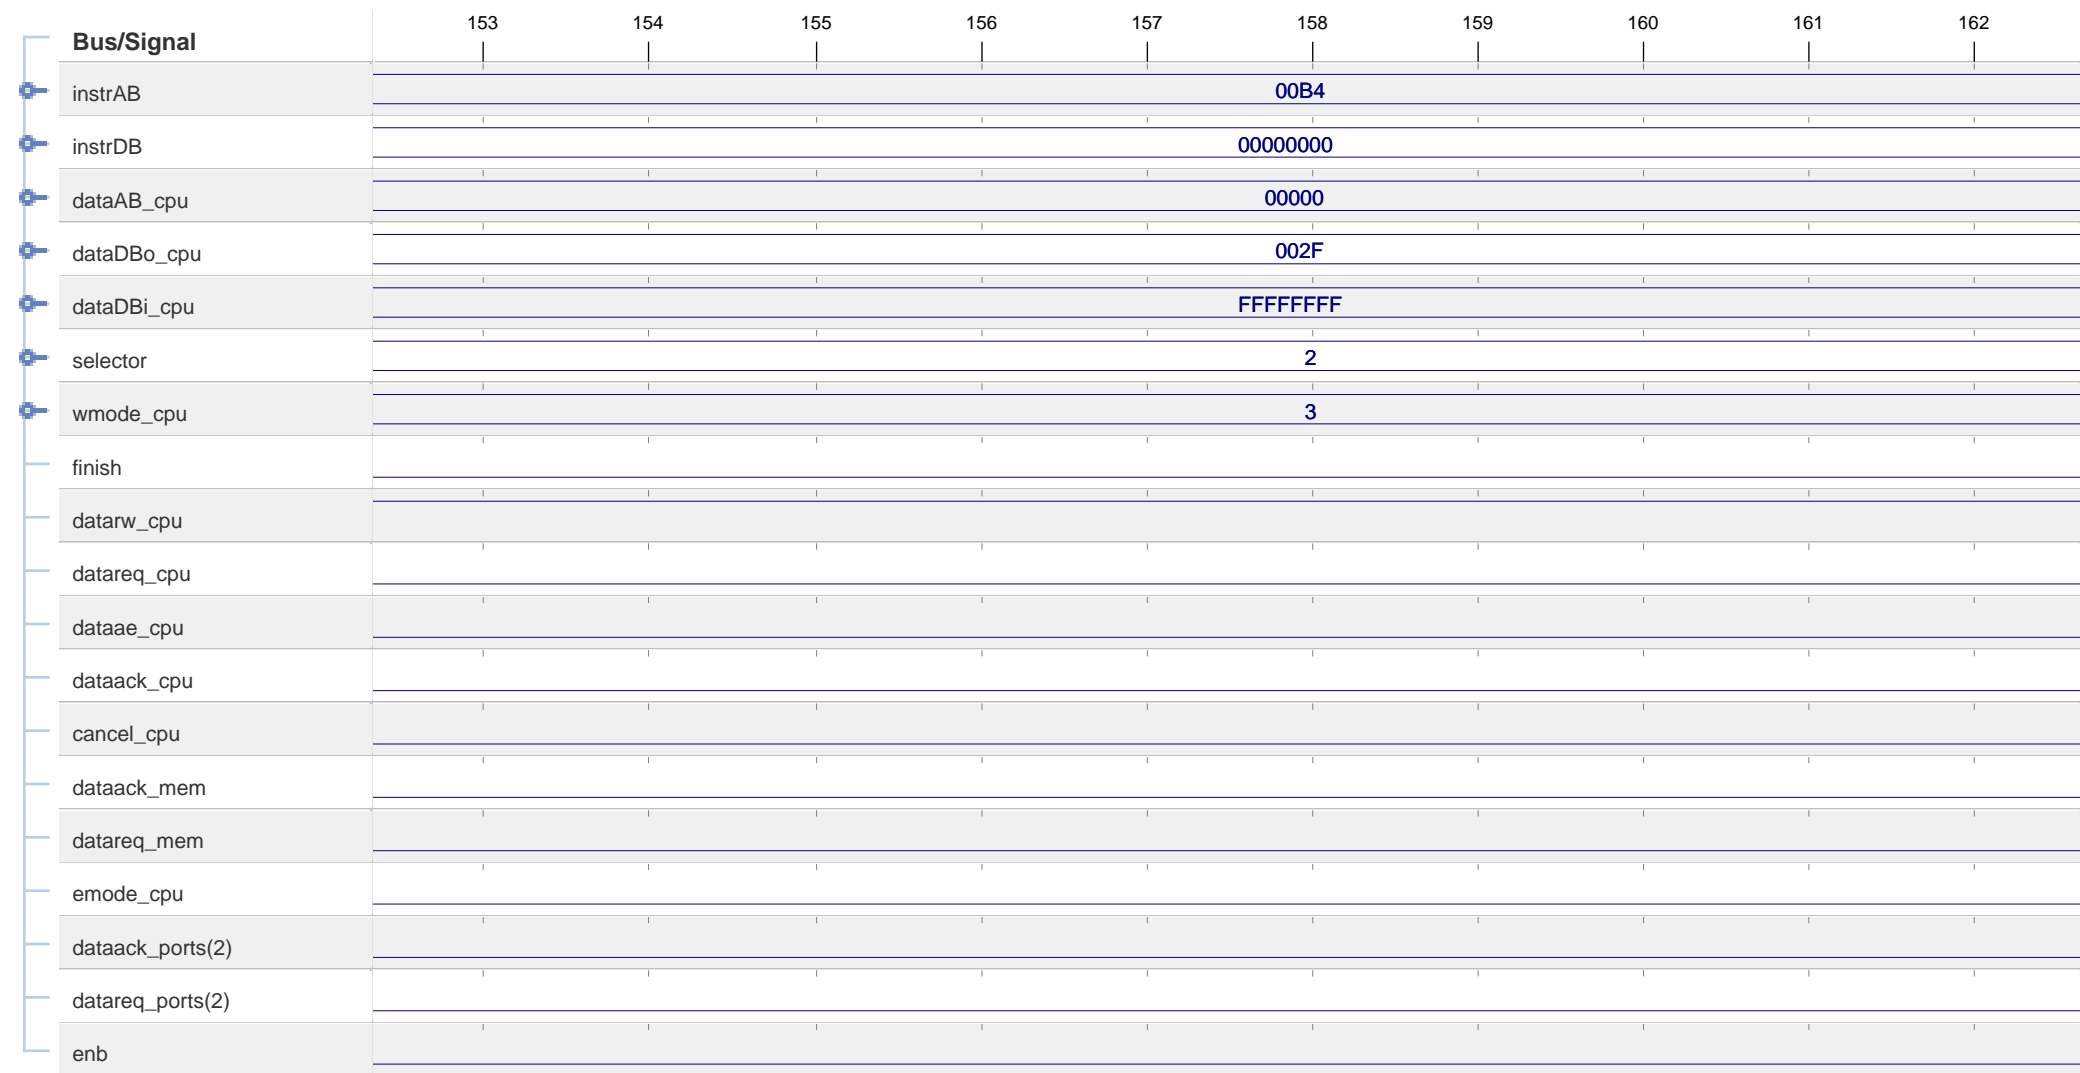 153 154 155 156 157 158 159 160 161 162
Bus/Signal
instrAB 00B4
instrDB 00000000
dataAB_cpu 00000
dataDBo_cpu 002F
dataDBi_cpu FFFFFFFF
selector 2
wmode_cpu 3
finish
datarw_cpu
datareq_cpu
dataae_cpu
dataack_cpu
cancel_cpu
dataack_mem
datareq_mem
emode_cpu
dataack_ports(2)
datareq_ports(2)
enb